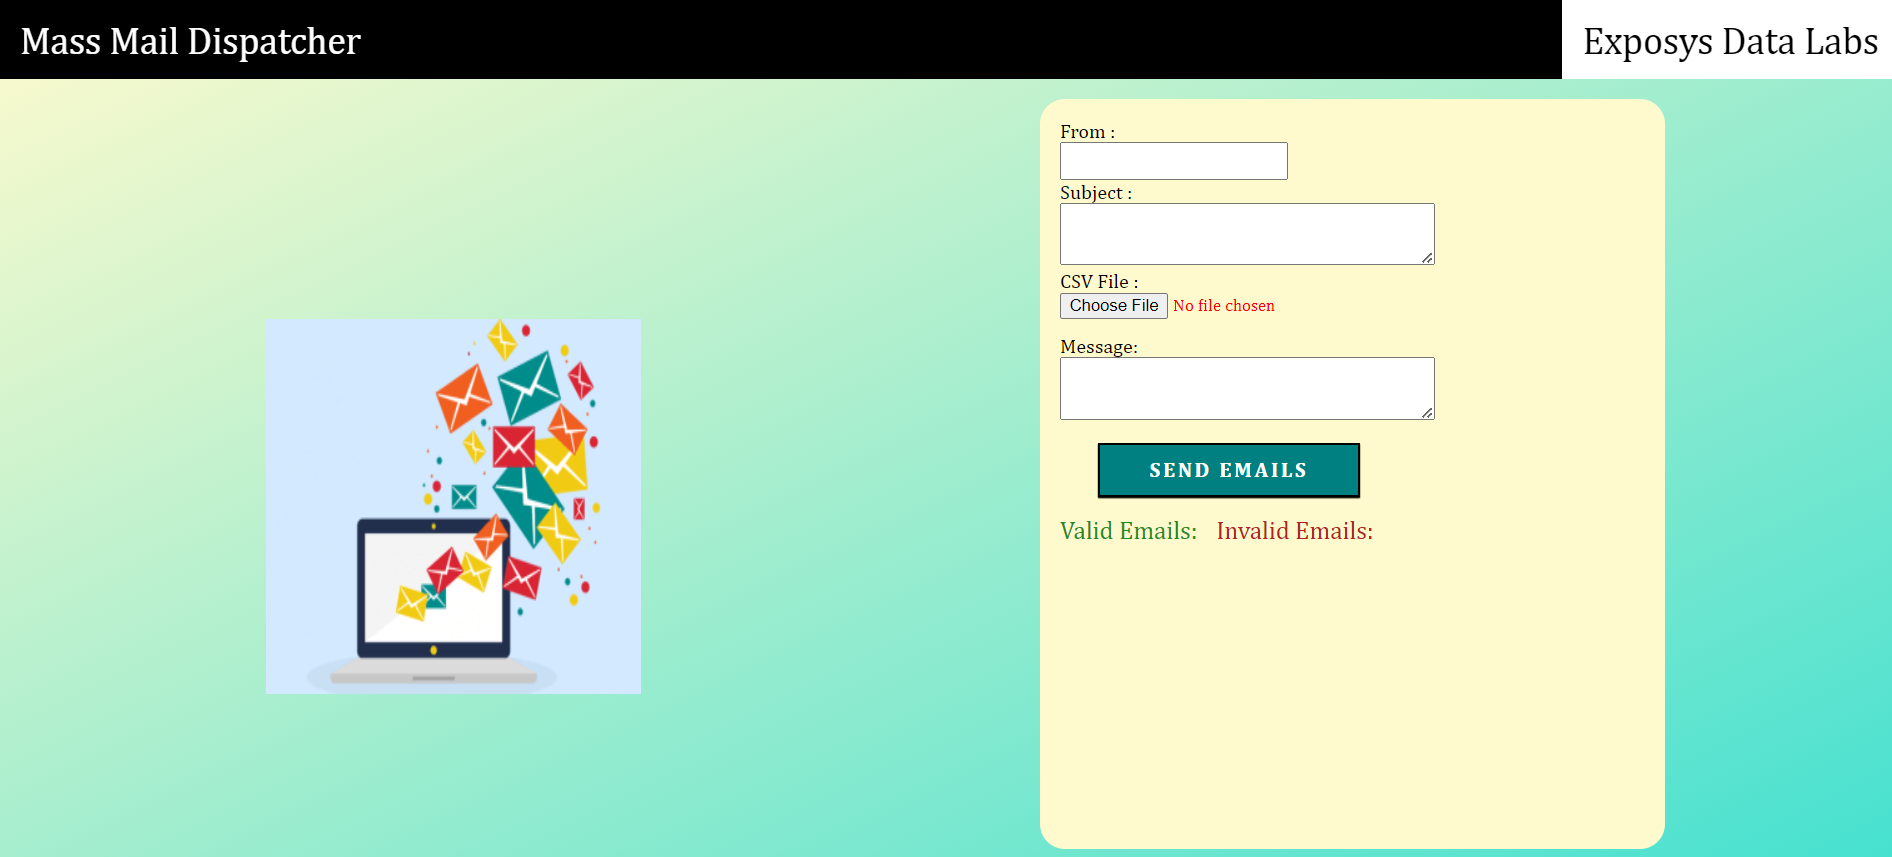 Mass Mail Dispatcher
Exposys Data Labs
From :
Subject :
CSV File :
Choose File No file chosen
Message:
SEND EMAILS
Valid Emails: Invalid Emails: